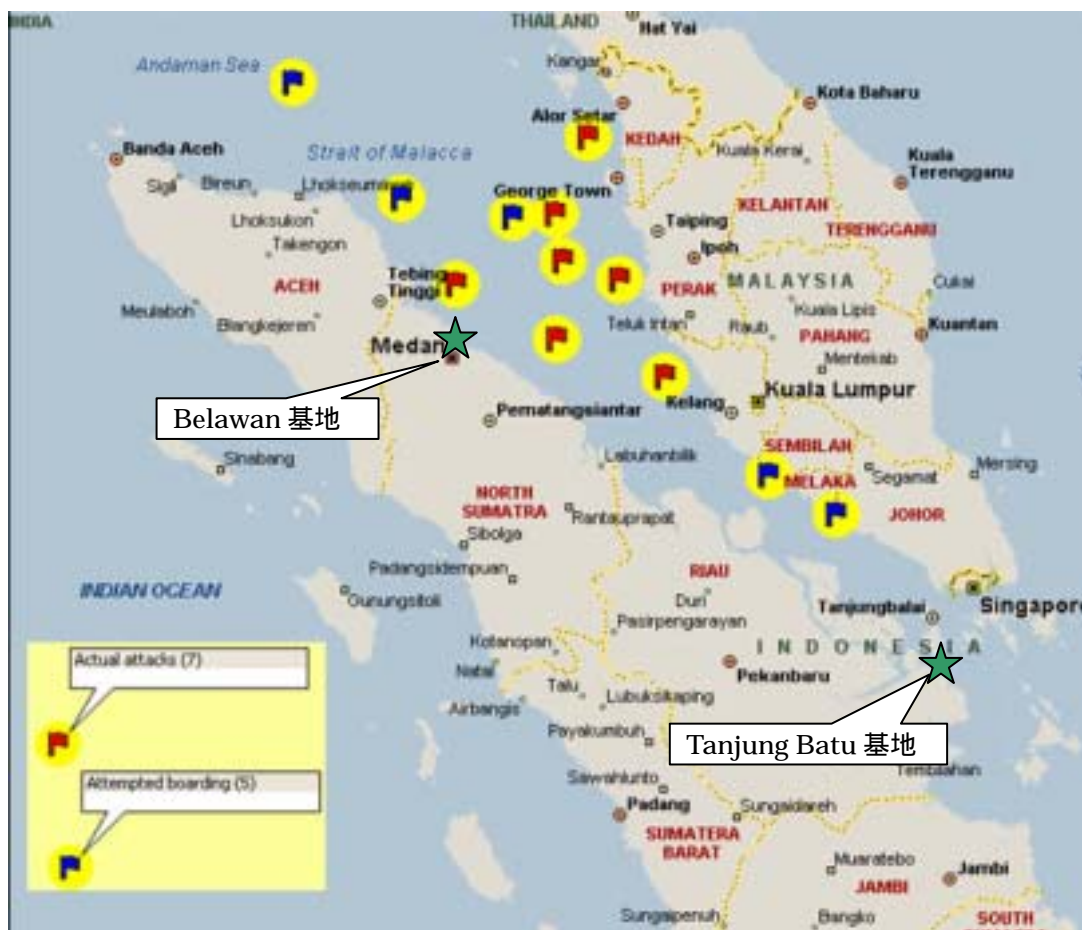 INDIA
THAILAND
Hat Yai
Andaman Sea
Kangar
Kota Baharu
Alor Setar
KEDAH
Banda Aceh
Strait of Malacca
Kuala Kerai
Kuala
Terengganu
Sigli
Bireun
George Town
KELANTAN
Lhoksukon
Taiping
TERENGGANU
Takengon
Ipoh
ACEH
Tebing
Tinggi
PERAK
MALAYSIA
Cukai
Meulaboh
Blangkejeren
Teluk Intan
Kuala Lipis
Raub
PAHANG
Kuantan
Medan
Mentekab
Kuala Lumpur
Belawan 基地
Pematangsiantar
Kelang
SEMBILAN
Sinabang
Labuhanbilik
MELAKA
Segamat
Mersing
NORTH
SUMATRA
Rantauprapat
JOHOR
Sibolga
Padangsidempuan
RIAU
INDIAN OCEAN
Gunungsitoli
Duri
Tanjungbalai
Singapore
Pasirpengarayan
Kotanopan
INDONESIA
Actual attacks (7)
Natal
Pekanbaru
Talu
Lubuksikaping
Airbangis
Payakumbuh
Tanjung Batu 基地
Attempted boarding (5)
Sawahlunto
Tembilahan
Padang
Sungaidareh
SUMATERA
BARAT
Muaratebo
Jambi
JAMBI
Sungaipenuh
Bangko
SOUTH